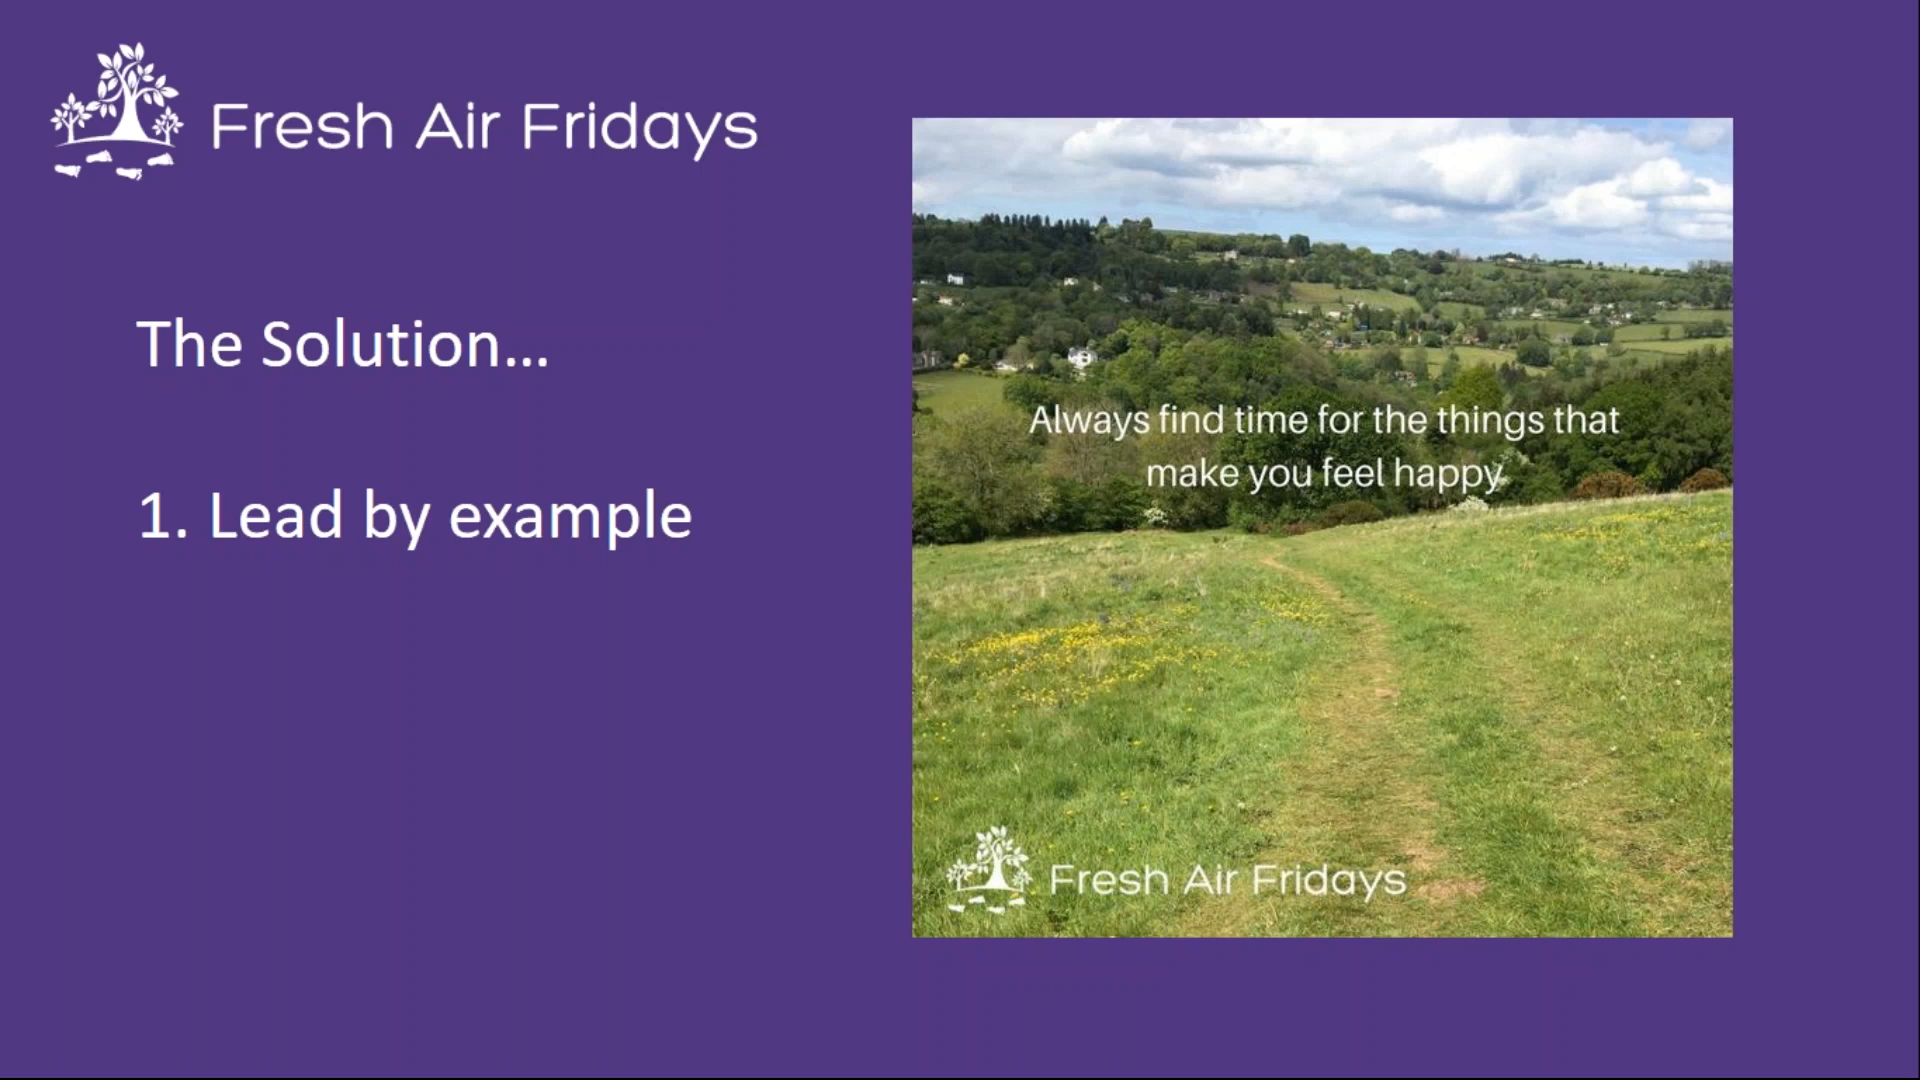 Fresh Air Fridays
The Solution...
1. Lead by example
Always find time for the things that
make you feel happy.
Fresh Air Fridays